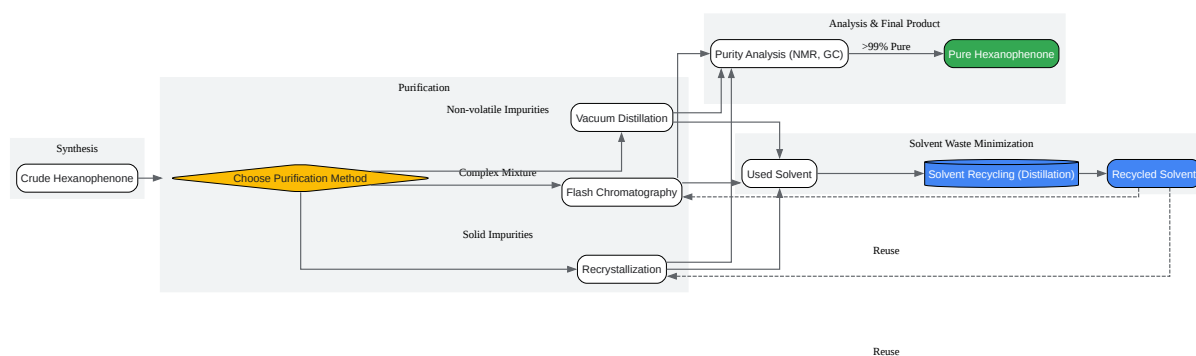 Analysis & Final Product
Purity Analysis (NMR, GC)
>99% Pure
Pure Hexanophenone
Purification
Non-volatile Impurities
Vacuum Distillation
Synthesis
Crude Hexanophenone
Choose Purification Method
Complex Mixture
Flash Chromatography
Solvent Waste Minimization
Used Solvent
Solvent Recycling (Distillation)
Recycled Solvent
Solid Impurities
Recrystallization
Reuse
Reuse